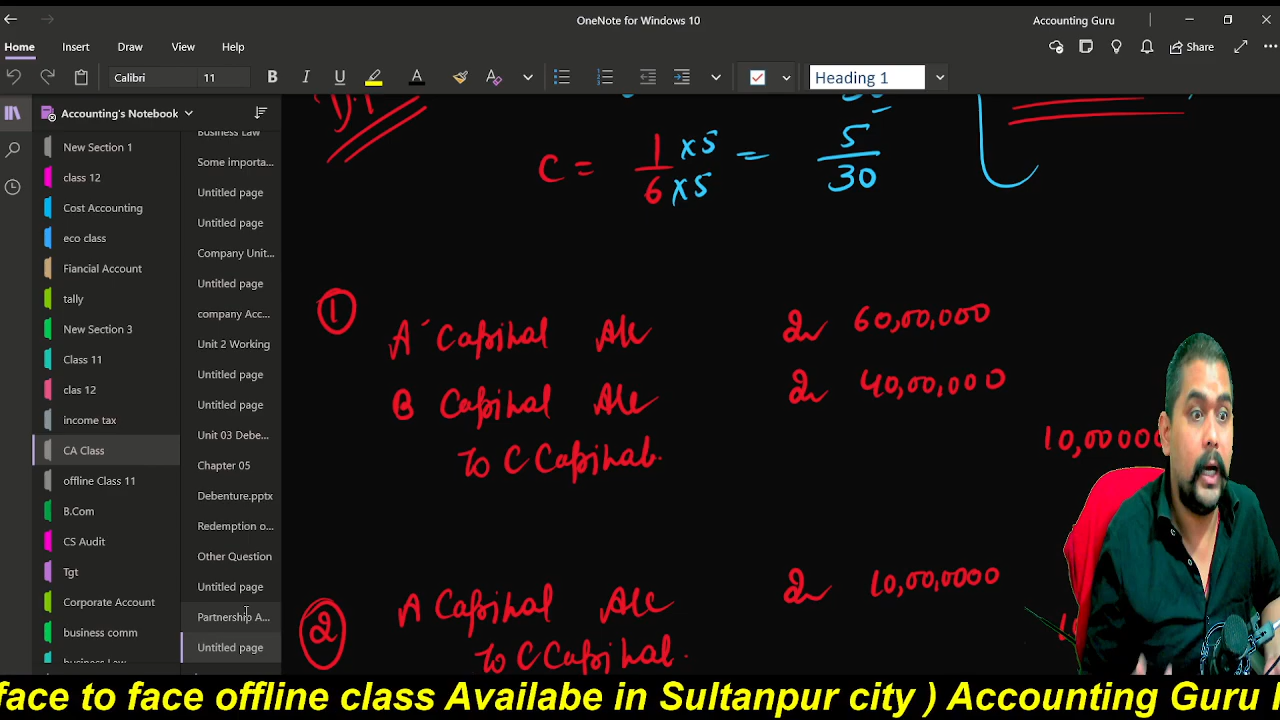 OneNote for Windows 10
Accounting Guru
Home Insert Draw View Help
Share
Calibri 11 B I U A A Heading 1
Accounting's Notebook
New Section 1
class 12
Cost Accounting
eco class
Fiancial Account
tally
New Section 3
Class 11
clas 12
income tax
CA Class
offline Class 11
B.Com
CS Audit
Tgt
Corporate Account
business comm
business Law
Business Law
Some importa...
Untitled page
Untitled page
Company Unit...
Untitled page
company Acc...
Unit 2 Working
Untitled page
Untitled page
Unit 03 Debe...
Chapter 05
Debenture.pptx
Redemption o...
Other Question
Untitled page
Partnership A...
Untitled page
C = 1/6 x5/x5 = 5/30
1
A Capital A/c Dr 60,00,000
B Capital A/c Dr 40,00,000
To C Capital 10,00000
2
A Capital A/c Dr 10,00,0000
To C Capital
face to face offline class Availabe in Sultanpur city ) Accounting Guru